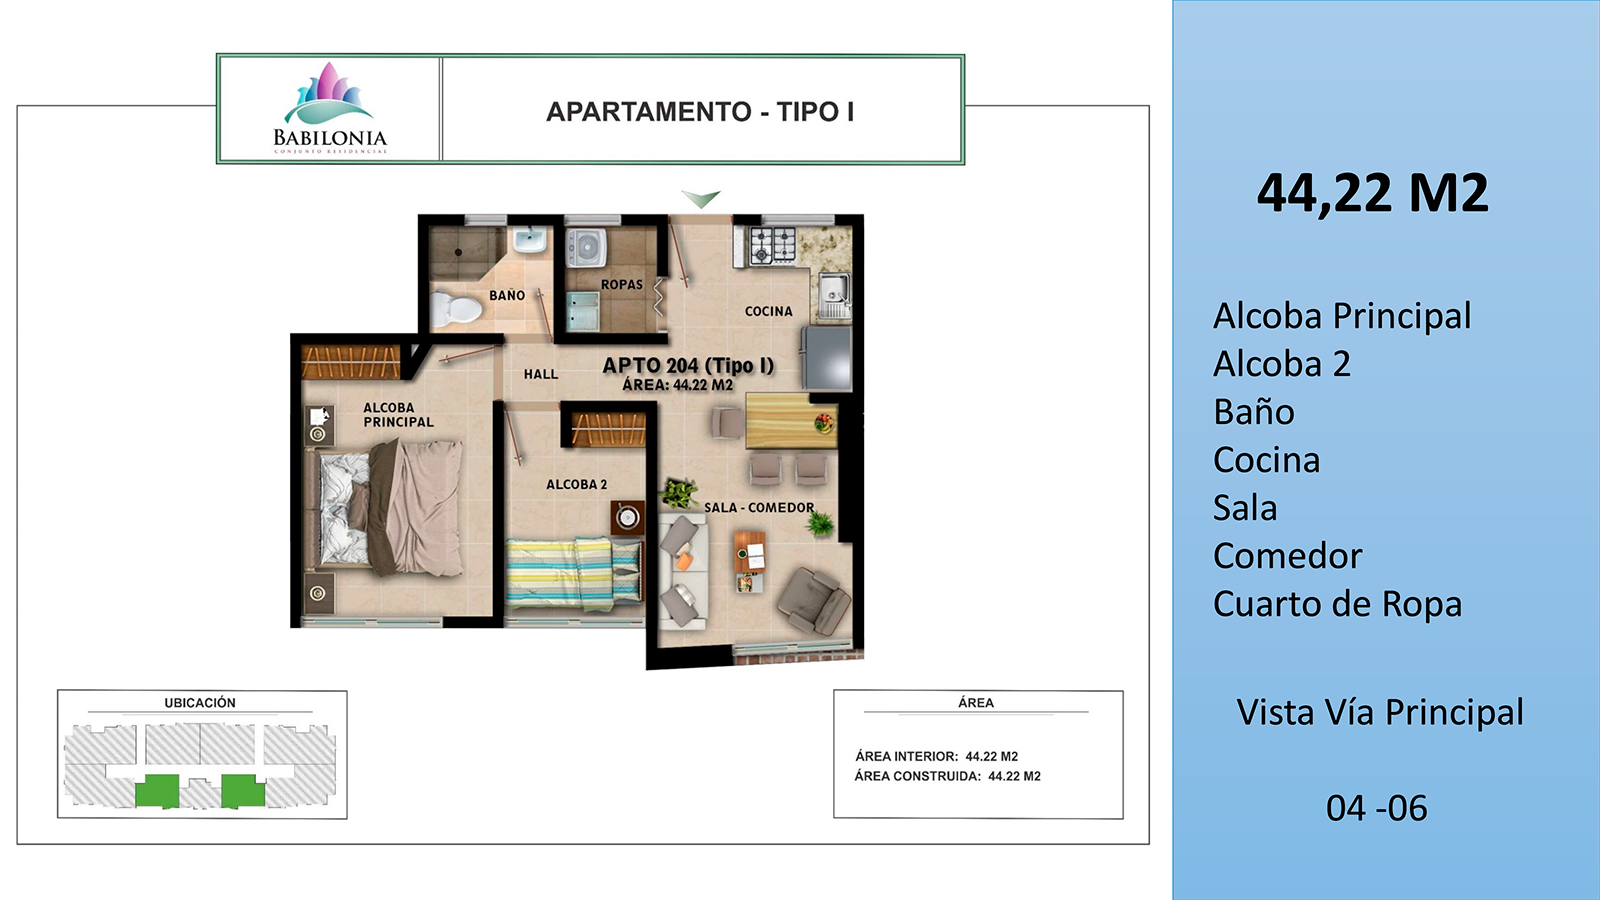 BABILONIA
CONJUNTO RESIDENCIAL
APARTAMENTO - TIPO I
BAÑO
ROPAS
COCINA
HALL
APTO 204 (Tipo I)
ÁREA: 44.22 M2
ALCOBA
PRINCIPAL
ALCOBA 2
SALA - COMEDOR
UBICACIÓN
ÁREA
ÁREA INTERIOR: 44.22 M2
ÁREA CONSTRUIDA: 44.22 M2
44,22 M2
Alcoba Principal
Alcoba 2
Baño
Cocina
Sala
Comedor
Cuarto de Ropa
Vista Vía Principal
04 -06